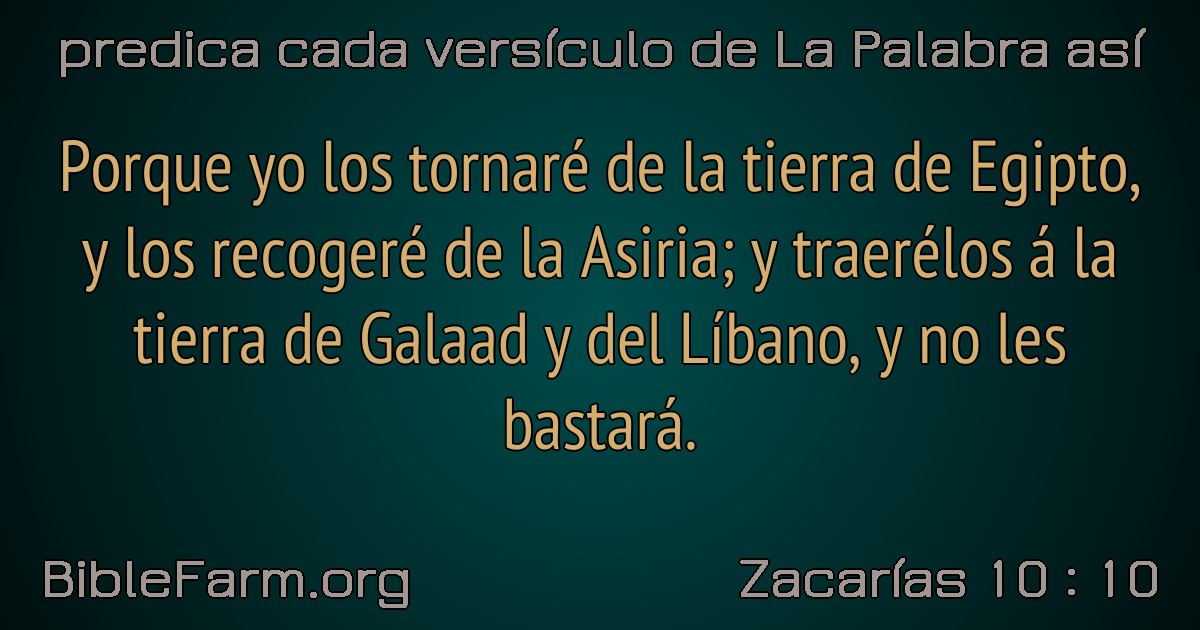 predica cada versículo de La Palabra así
Porque yo los tornaré de la tierra de Egipto,
y los recogeré de la Asiria; y traerélos á la
tierra de Galaad y del Líbano, y no les
bastará.
BibleFarm.org
Zacarías 10 : 10